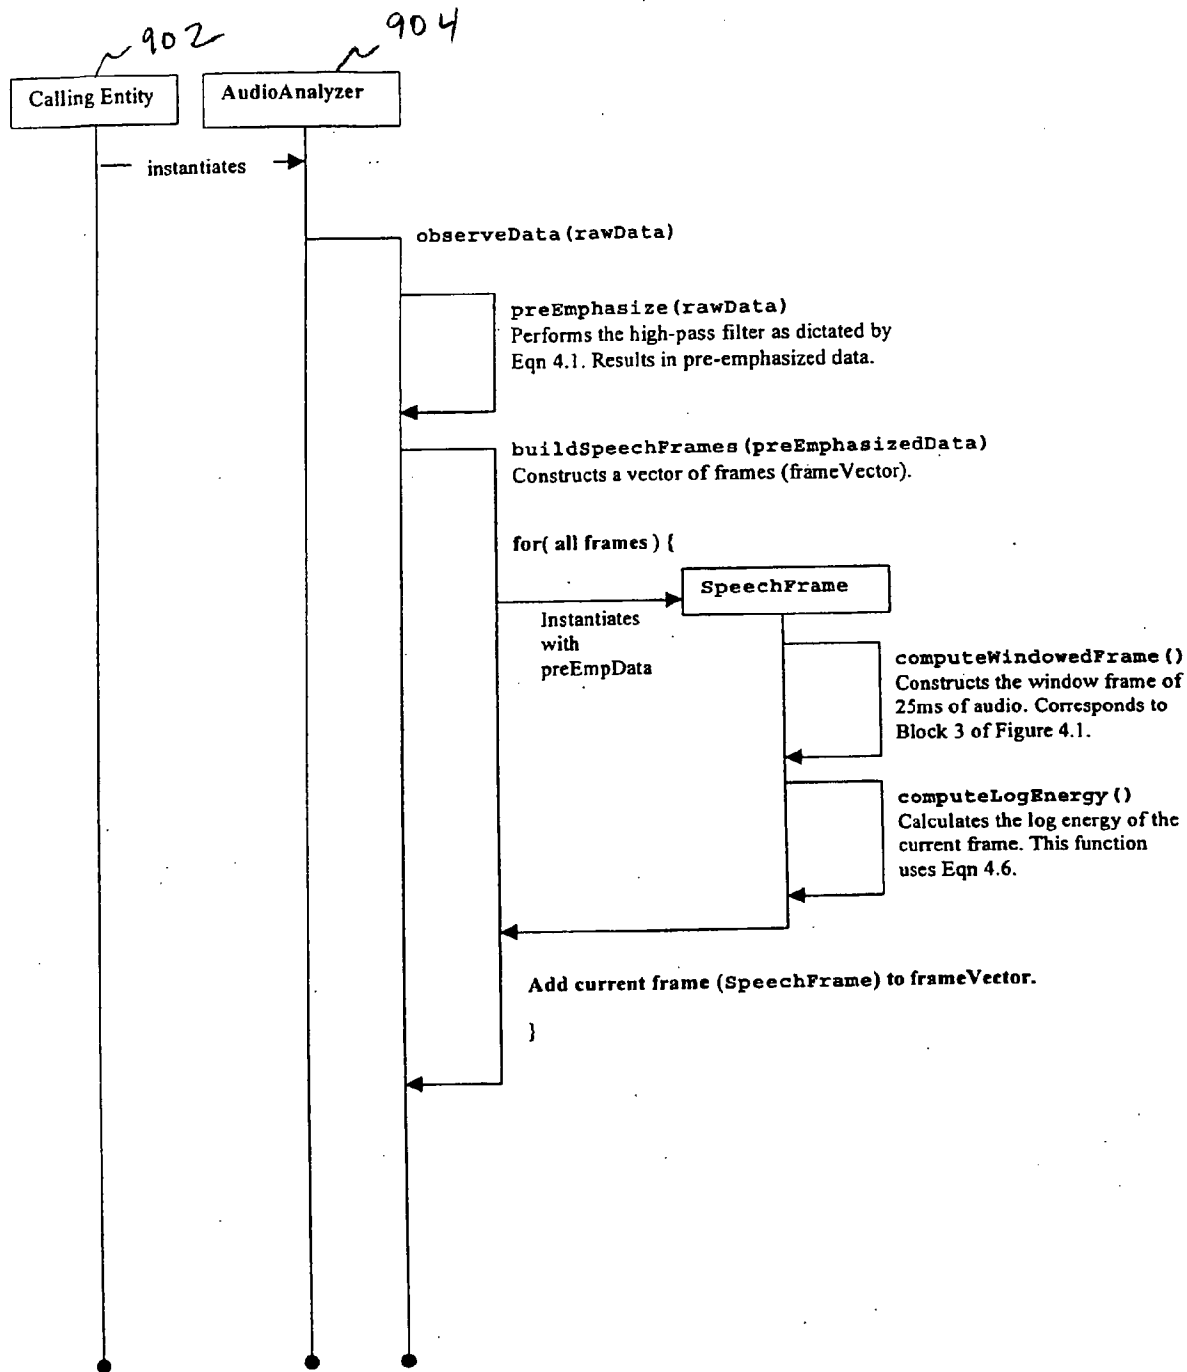 902
904
Calling Entity
AudioAnalyzer
instantiates
observeData(rawData)
preEmphasize(rawData)
Performs the high-pass filter as dictated by
Eqn 4.1. Results in pre-emphasized data.
buildSpeechFrames(preEmphasizedData)
Constructs a vector of frames (frameVector).
for( all frames ) {
SpeechFrame
Instantiates
with
preEmpData
computeWindowedFrame()
Constructs the window frame of
25ms of audio. Corresponds to
Block 3 of Figure 4.1.
computeLogEnergy()
Calculates the log energy of the
current frame. This function
uses Eqn 4.6.
Add current frame (SpeechFrame) to frameVector.
}